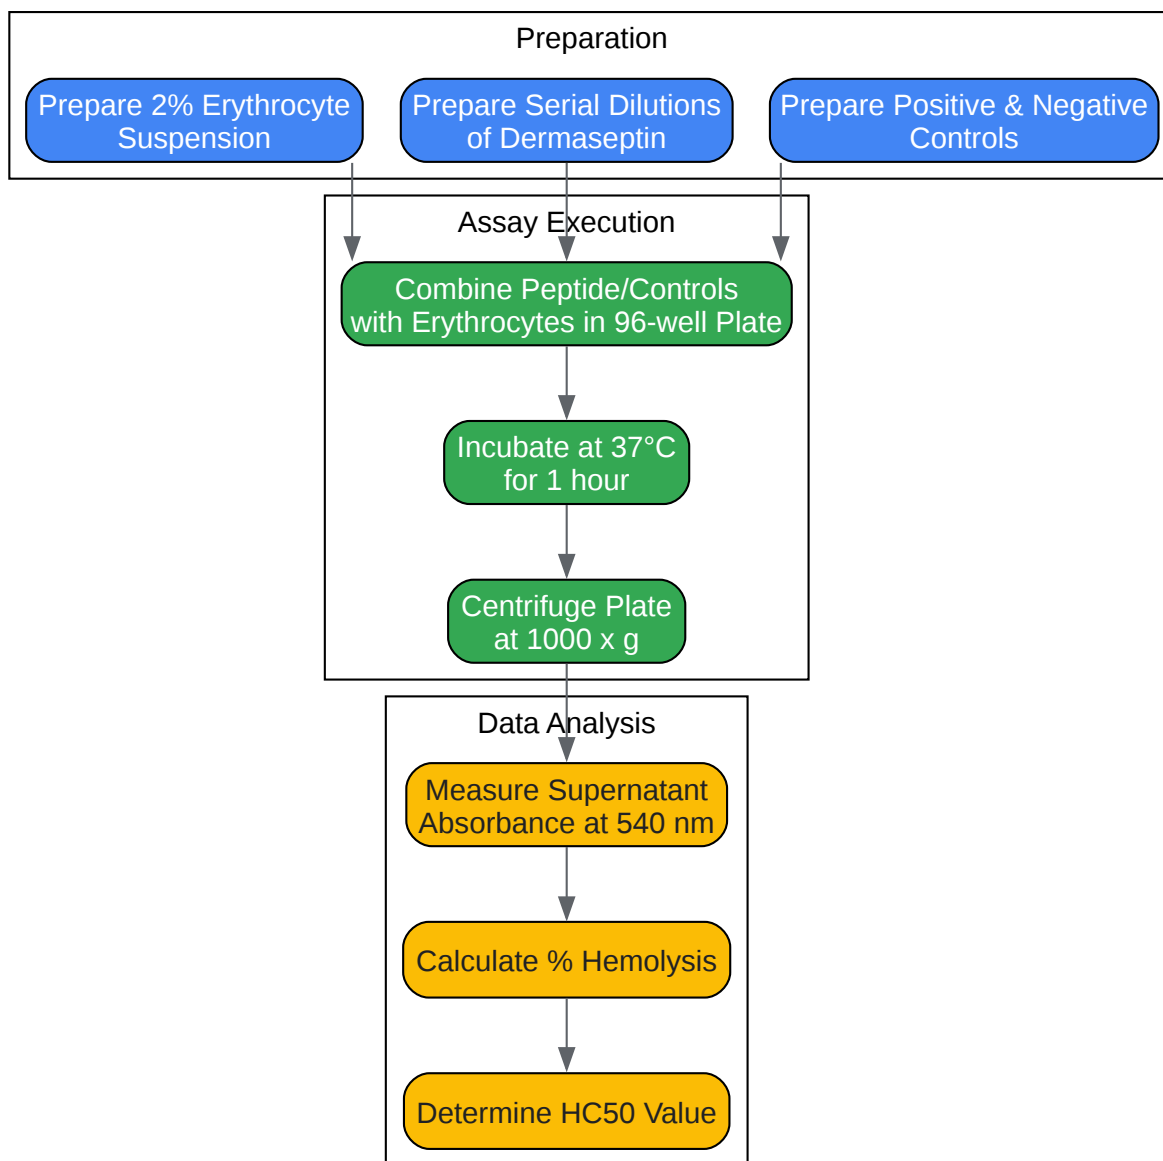 Preparation
Prepare 2% Erythrocyte
Suspension
Prepare Serial Dilutions
of Dermaseptin
Prepare Positive & Negative
Controls
Assay Execution
Combine Peptide/Controls
with Erythrocytes in 96-well Plate
Incubate at 37°C
for 1 hour
Centrifuge Plate
at 1000 x g
Data Analysis
Measure Supernatant
Absorbance at 540 nm
Calculate % Hemolysis
Determine HC50 Value